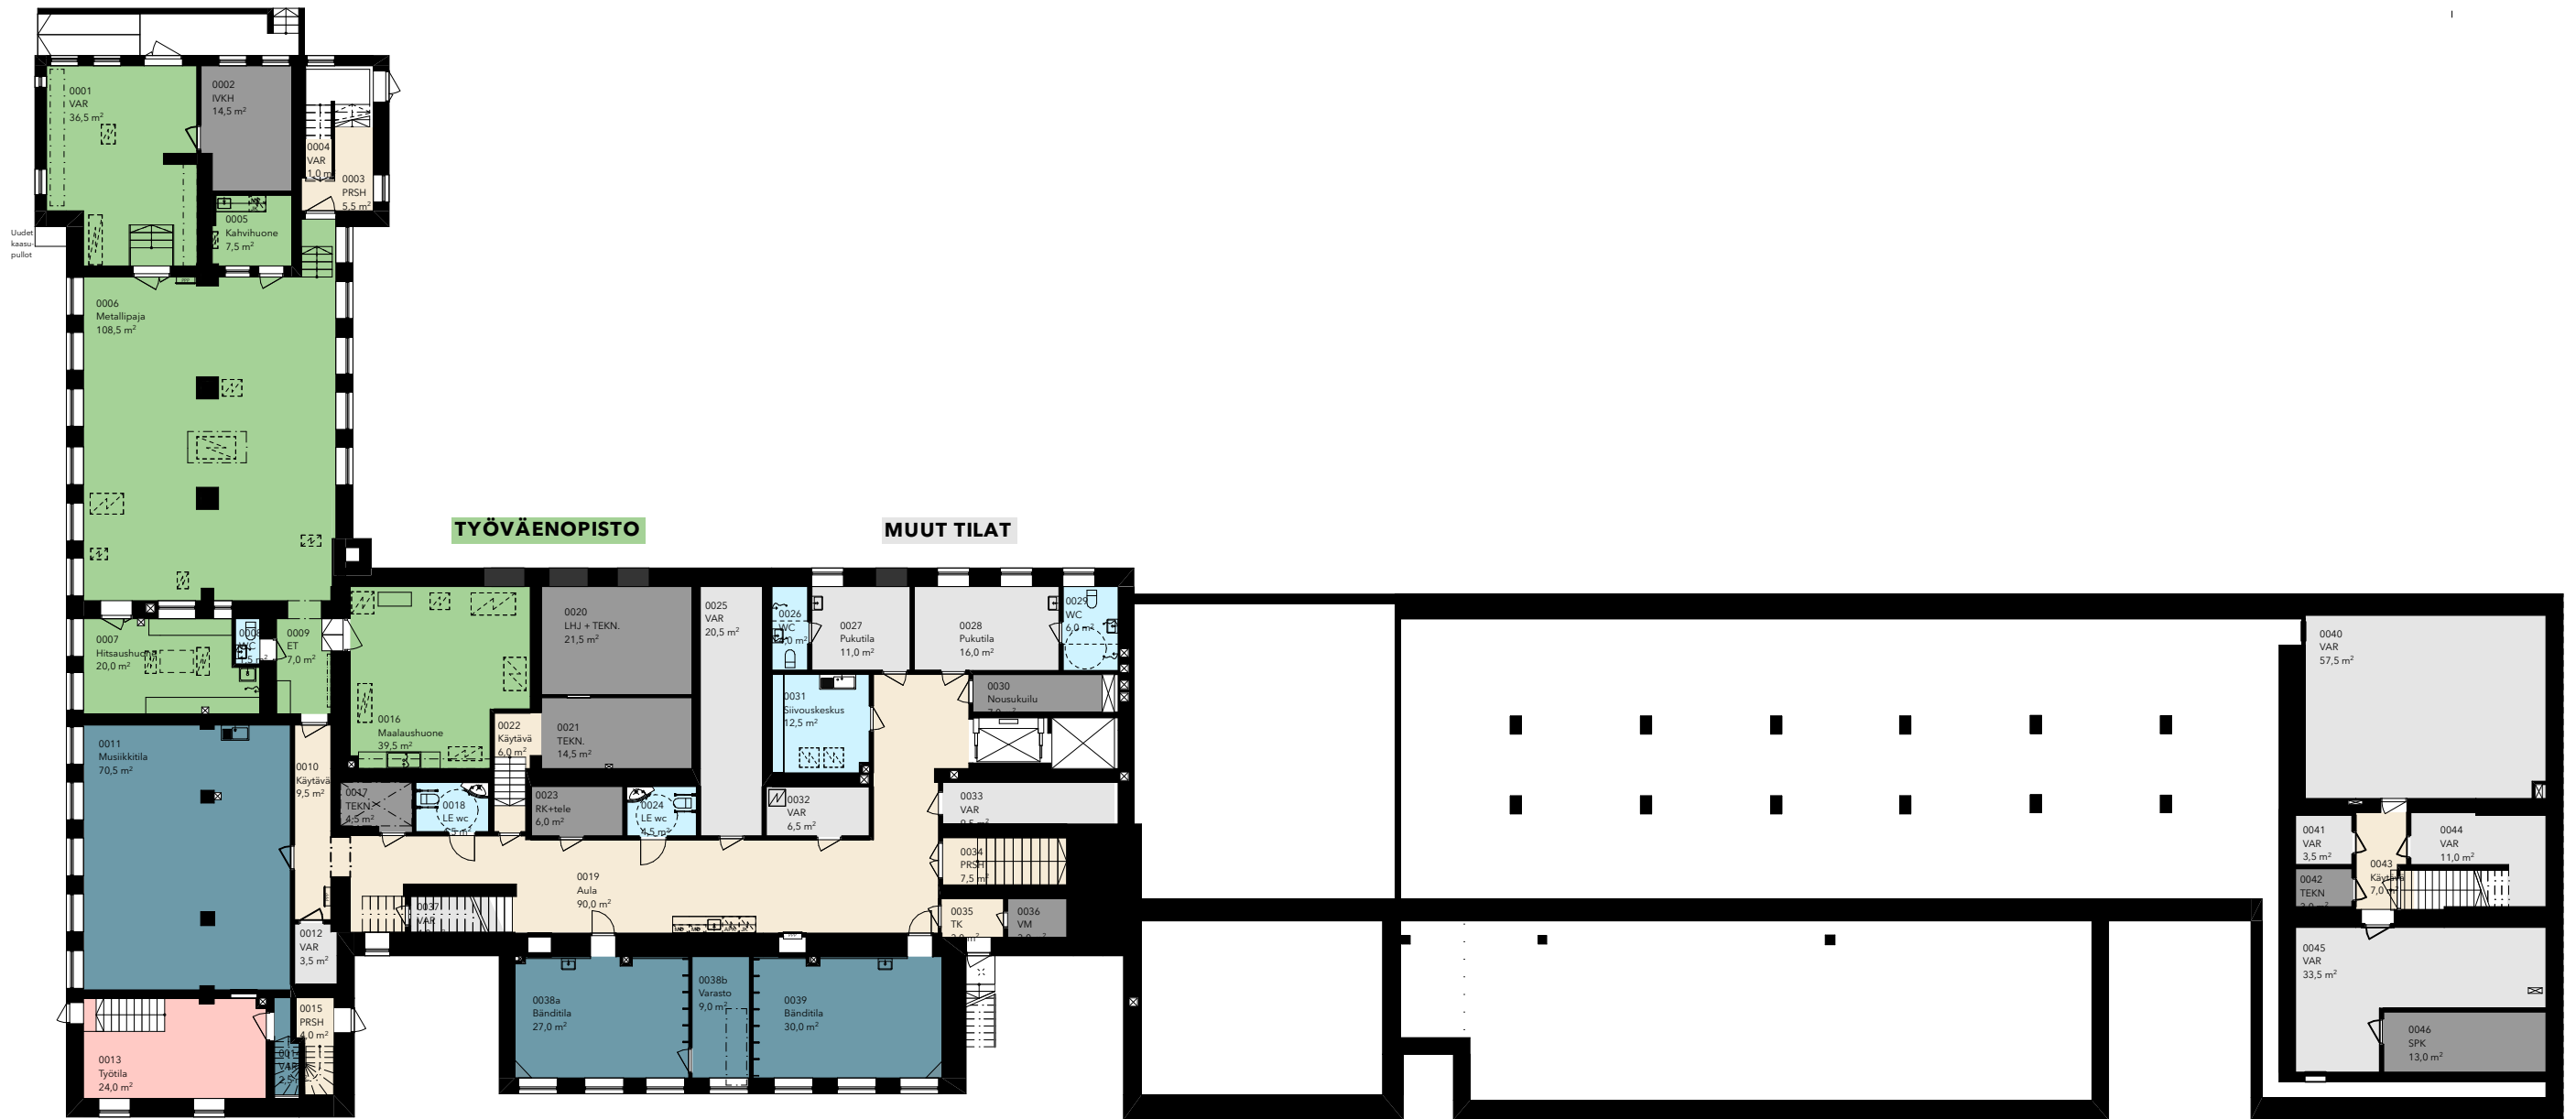 0001
VAR
36,5 m²
0002
IVKH
14,5 m²
0004
VAR
1,0 m
0003
PRSH
5,5 m²
0005
Kahvihuone
7,5 m²
Uudet
kaasu-
pullot
0006
Metallipaja
108,5 m²
TYÖVÄENOPISTO
MUUT TILAT
0007
Hitsaushuone
20,0 m²
0009
ET
7,0 m²
0016
Maalaushuone
39,5 m²
0020
LHJ + TEKN.
21,5 m²
0021
TEKN.
14,5 m²
0022
Käytävä
6,0 m²
0025
VAR
20,5 m²
0026
WC
0027
Pukutila
11,0 m²
0028
Pukutila
16,0 m²
0029
WC
6,0 m²
0030
Nousukuilu
0031
Siivouskeskus
12,5 m²
0011
Musiikkitila
70,5 m²
0010
Käytävä
9,5 m²
0017
TEKN.
4,5 m²
0018
LE wc
0023
RK+tele
6,0 m²
0024
LE wc
4,5 m²
0032
VAR
6,5 m²
0033
VAR
0034
PRSH
7,5 m²
0019
Aula
90,0 m²
0037
VAR
0035
TK
0036
VM
0012
VAR
3,5 m²
0013
Työtila
24,0 m²
0015
PRSH
4,0 m²
0038a
Bänditila
27,0 m²
0038b
Varasto
9,0 m²
0039
Bänditila
30,0 m²
0040
VAR
57,5 m²
0041
VAR
3,5 m²
0042
TEKN
0043
Käytävä
7,0 m²
0044
VAR
11,0 m²
0045
VAR
33,5 m²
0046
SPK
13,0 m²